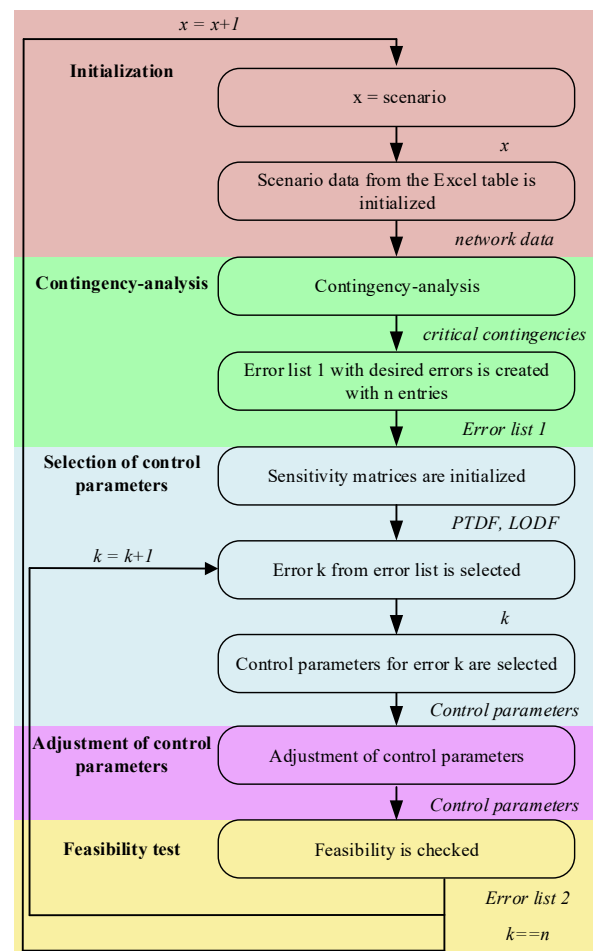 x = x+1
Initialization
x = scenario
x
Scenario data from the Excel table is
initialized
network data
Contingency-analysis
Contingency-analysis
critical contingencies
Error list 1 with desired errors is created
with n entries
Error list 1
Selection of control
parameters
Sensitivity matrices are initialized
PTDF, LODF
k = k+1
Error k from error list is selected
k
Control parameters for error k are selected
Control parameters
Adjustment of control
parameters
Adjustment of control parameters
Control parameters
Feasibility test
Feasibility is checked
Error list 2
k==n